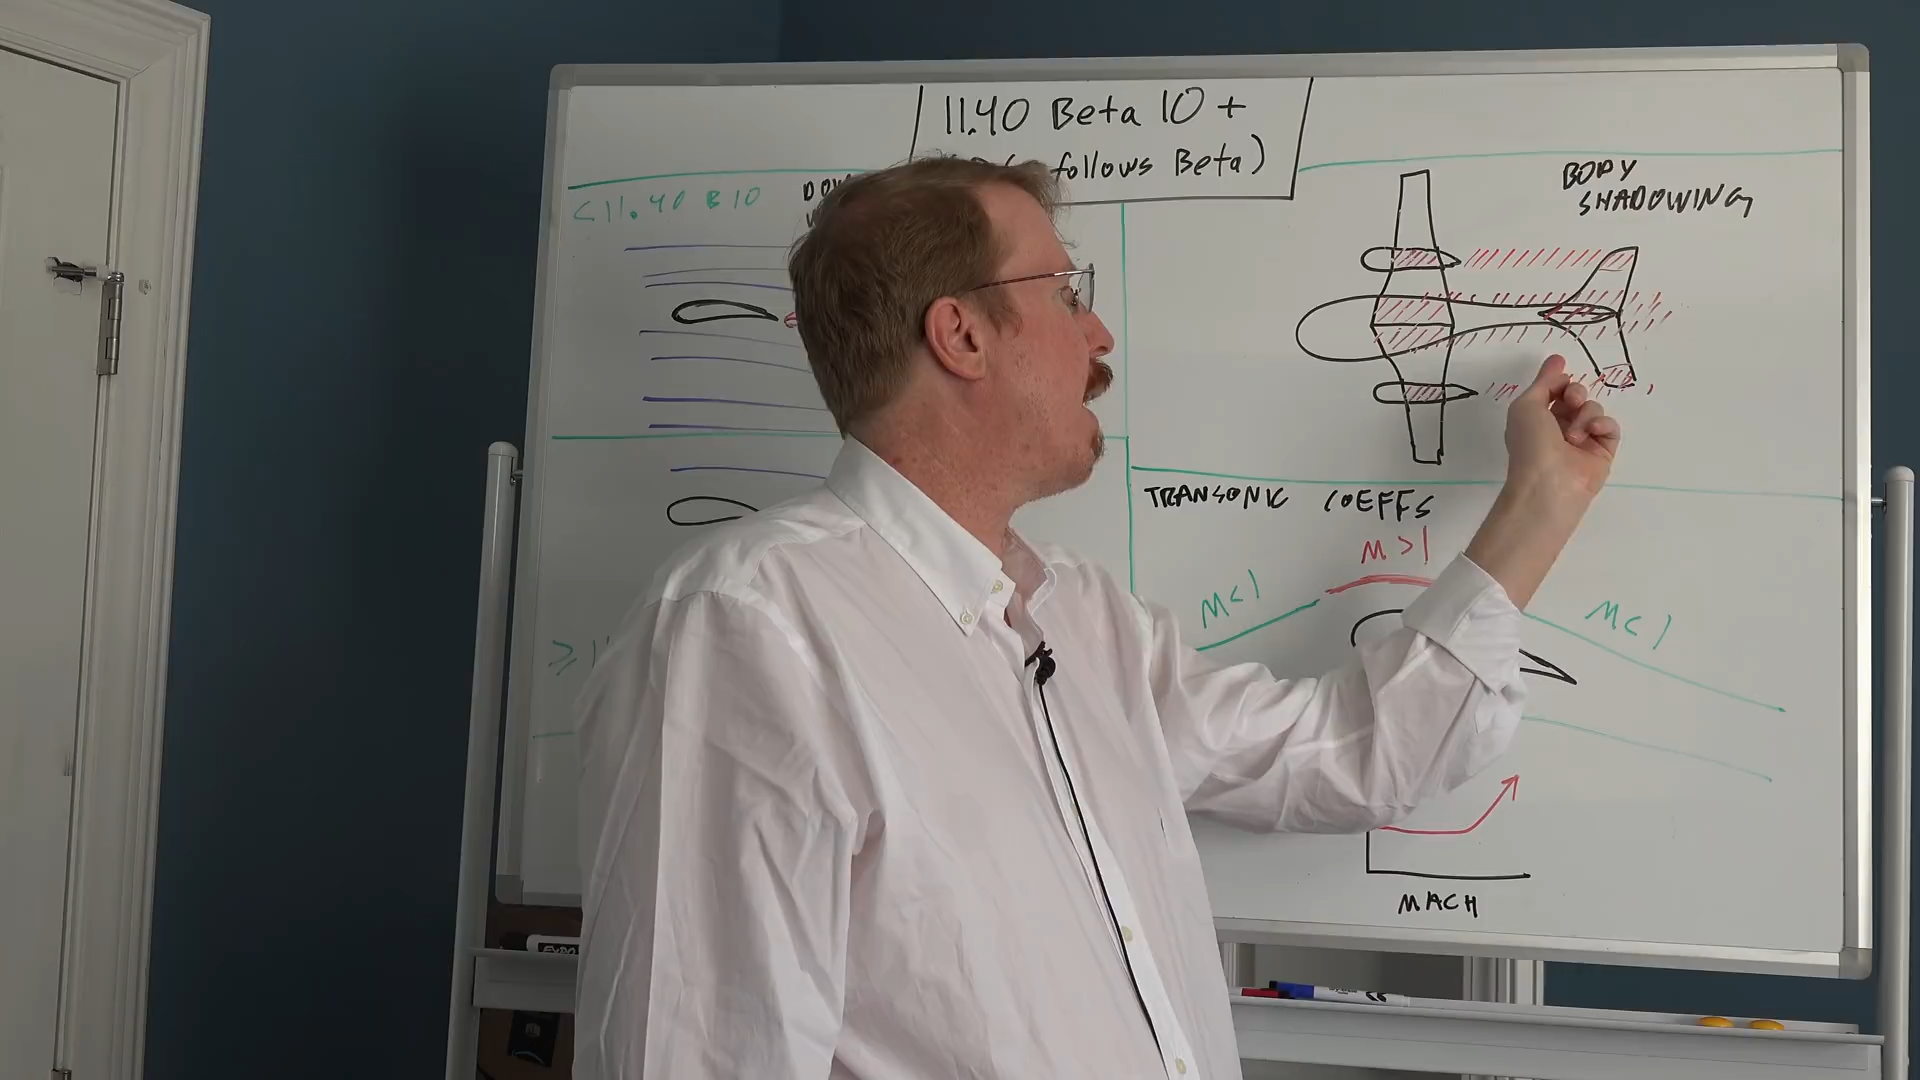 11.40 Beta 10 +
follows Beta)
<11.40 B10
BODY
SHADOWING
TRANSONIC COEFFS
M>1
M<1
M<1
MACH